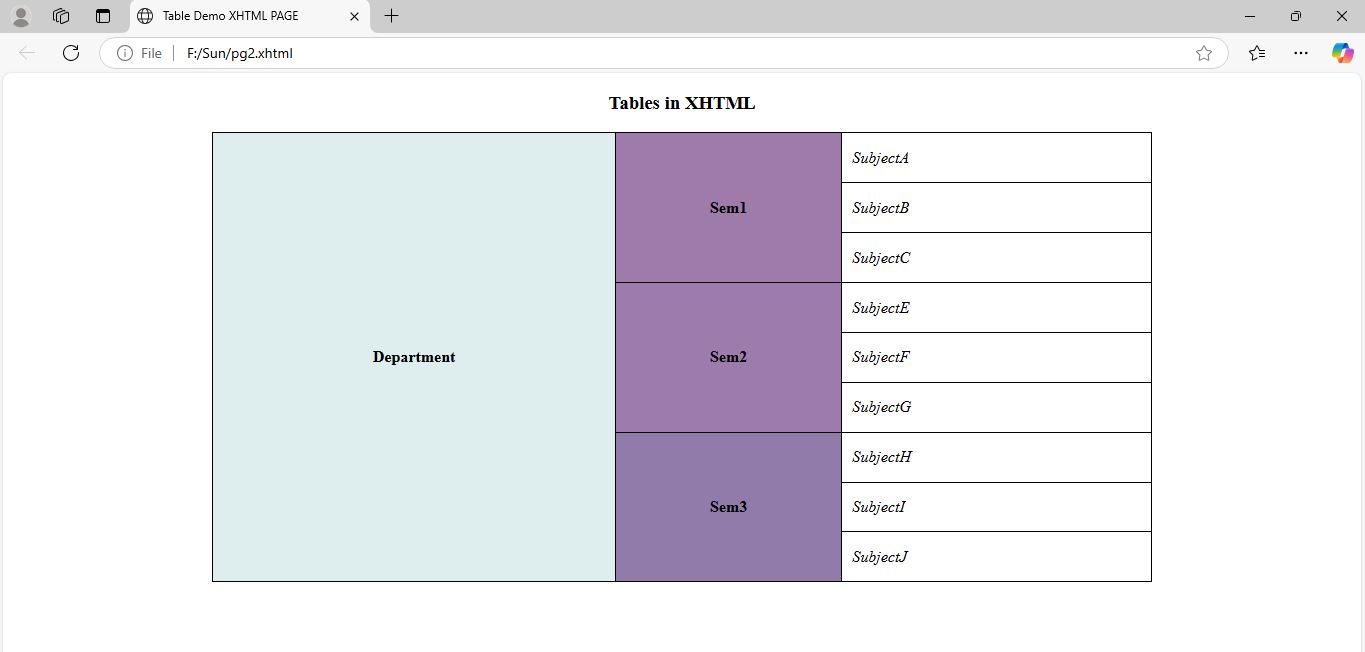 Table Demo XHTML PAGE
File F:/Sun/pg2.xhtml
Tables in XHTML
Department
Sem1
SubjectA
SubjectB
SubjectC
Sem2
SubjectE
SubjectF
SubjectG
Sem3
SubjectH
SubjectI
SubjectJ